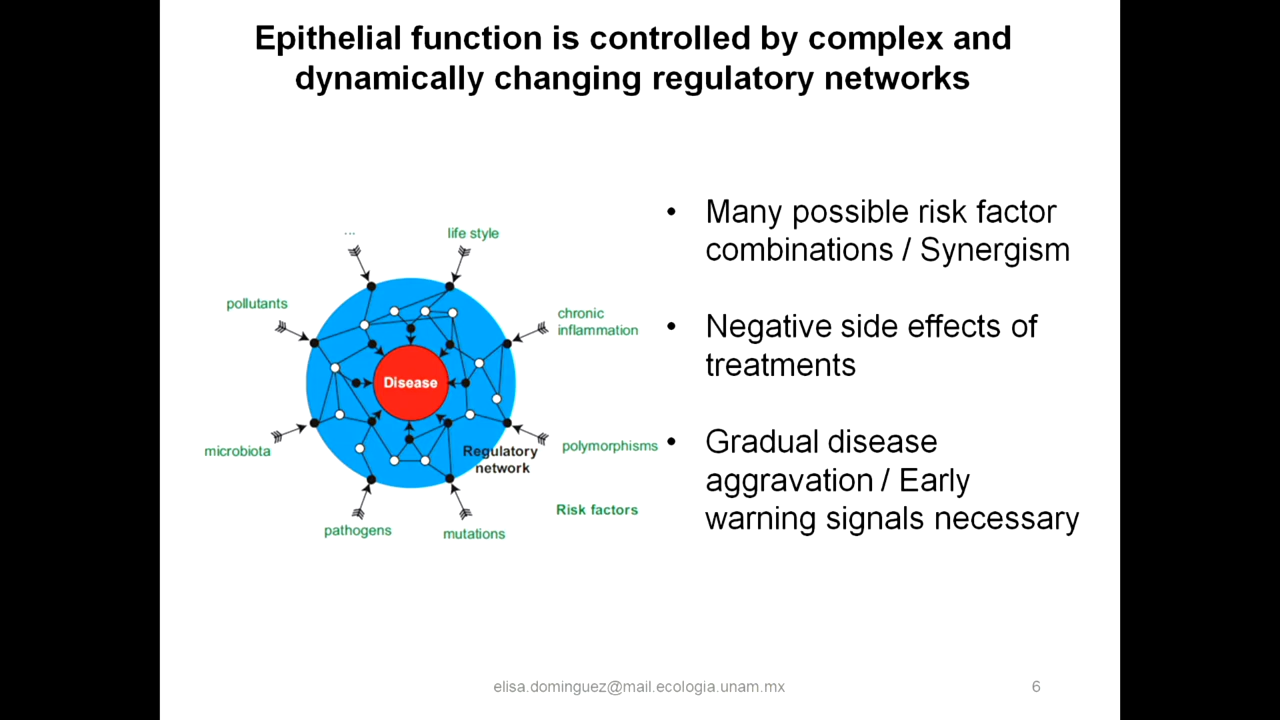 Epithelial function is controlled by complex and
dynamically changing regulatory networks
...
life style
pollutants
chronic
inflammation
Disease
microbiota
polymorphisms
Regulatory
network
Risk factors
pathogens
mutations
• Many possible risk factor
combinations / Synergism
• Negative side effects of
treatments
• Gradual disease
aggravation / Early
warning signals necessary
elisa.dominguez@mail.ecologia.unam.mx
6